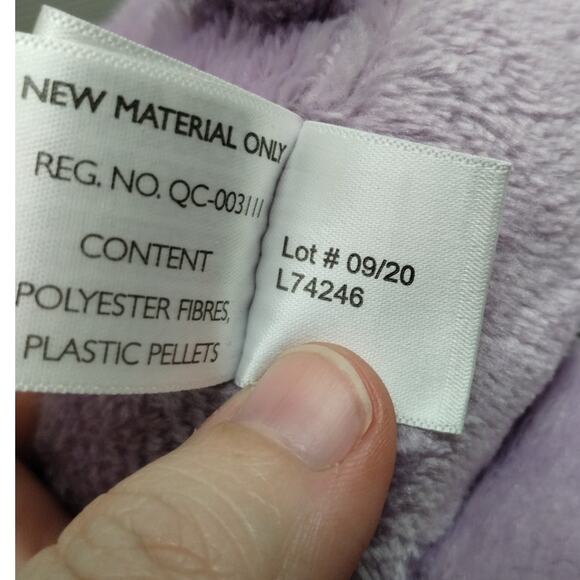 NEW MATERIAL ONLY
REG. NO. QC-003111
CONTENT
POLYESTER FIBRES,
PLASTIC PELLETS
Lot # 09/20
L74246